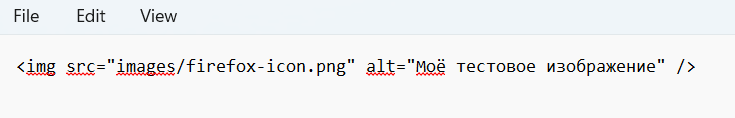 File Edit View
<img src="images/firefox-icon.png" alt="Моё тестовое изображение" />